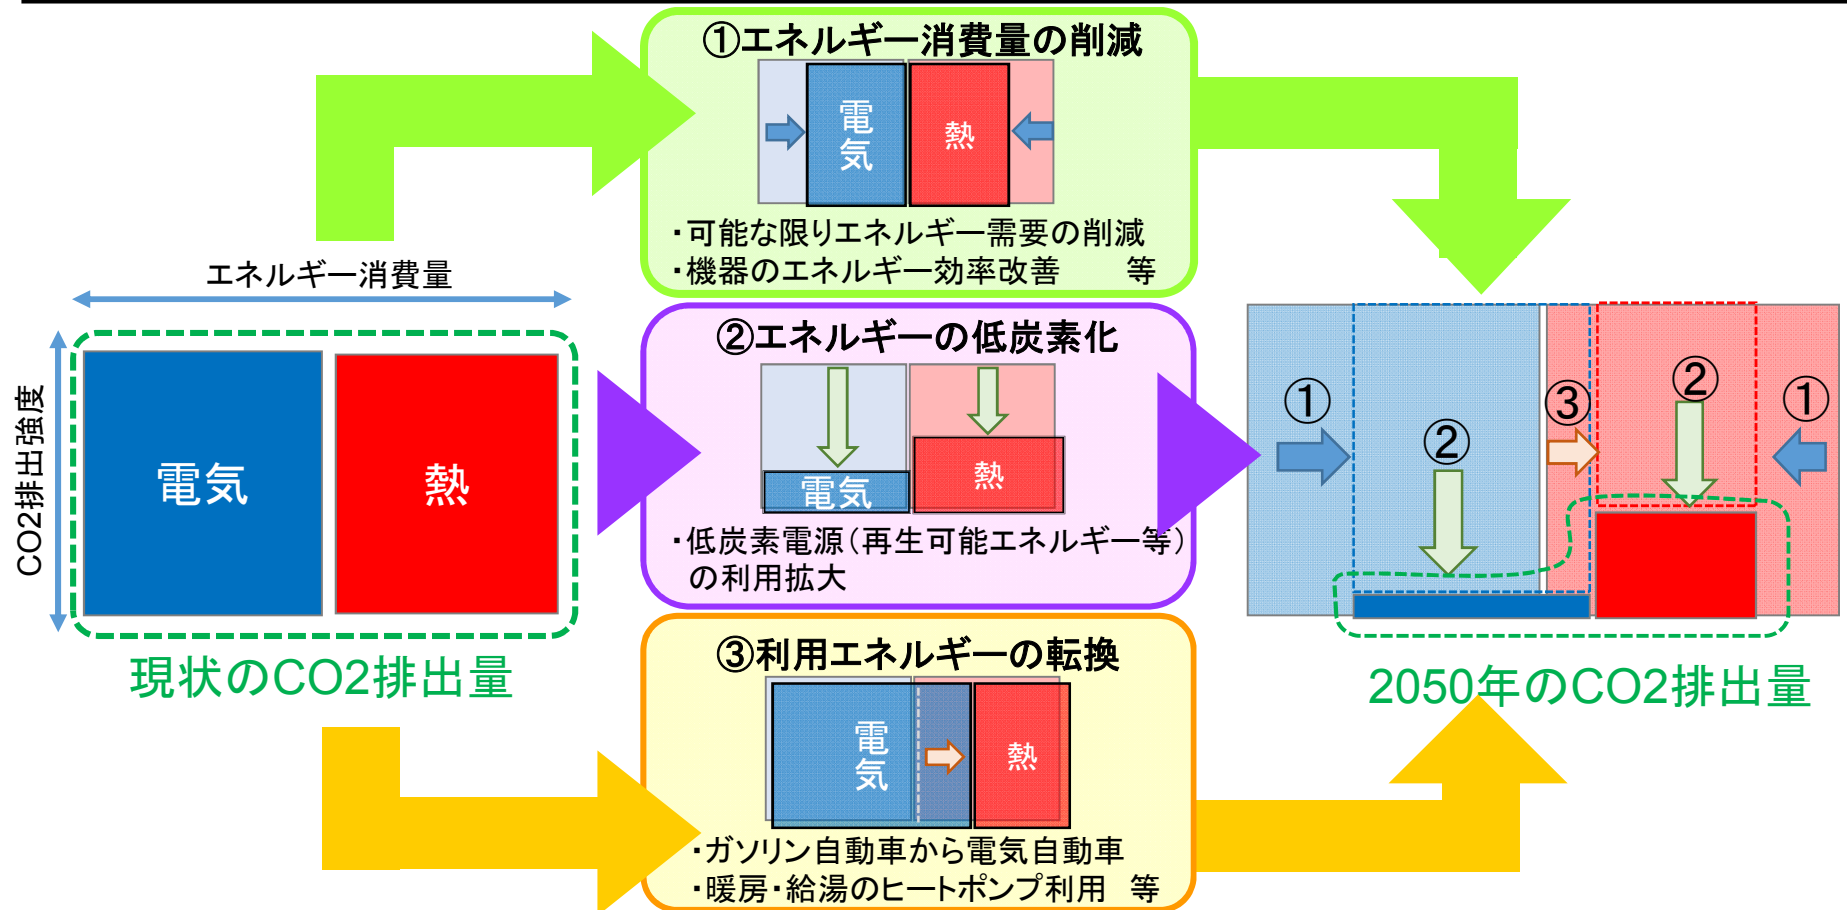 ①エネルギー消費量の削減
電気
熱
・可能な限りエネルギー需要の削減
・機器のエネルギー効率改善　　等
エネルギー消費量
CO2排出強度
電気
熱
現状のCO2排出量
②エネルギーの低炭素化
電気
熱
・低炭素電源（再生可能エネルギー等）
の利用拡大
③利用エネルギーの転換
電気
熱
・ガソリン自動車から電気自動車
・暖房・給湯のヒートポンプ利用　等
①
②
③
②
①
2050年のCO2排出量